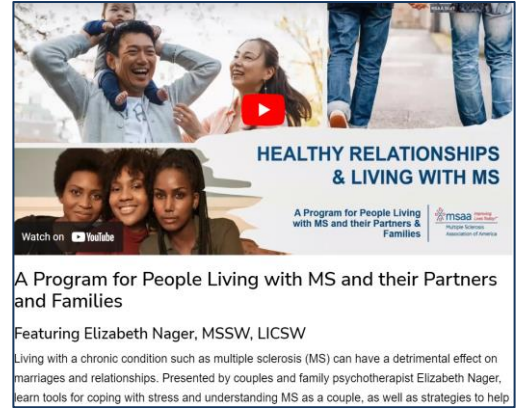 HEALTHY RELATIONSHIPS
& LIVING WITH MS
A Program for People Living
with MS and their Partners &
Families
msaa Improving
Lives Today!
Multiple Sclerosis
Association of America
Watch on YouTube
A Program for People Living with MS and their Partners
and Families
Featuring Elizabeth Nager, MSSW, LICSW
Living with a chronic condition such as multiple sclerosis (MS) can have a detrimental effect on
marriages and relationships. Presented by couples and family psychotherapist Elizabeth Nager,
learn tools for coping with stress and understanding MS as a couple, as well as strategies to help